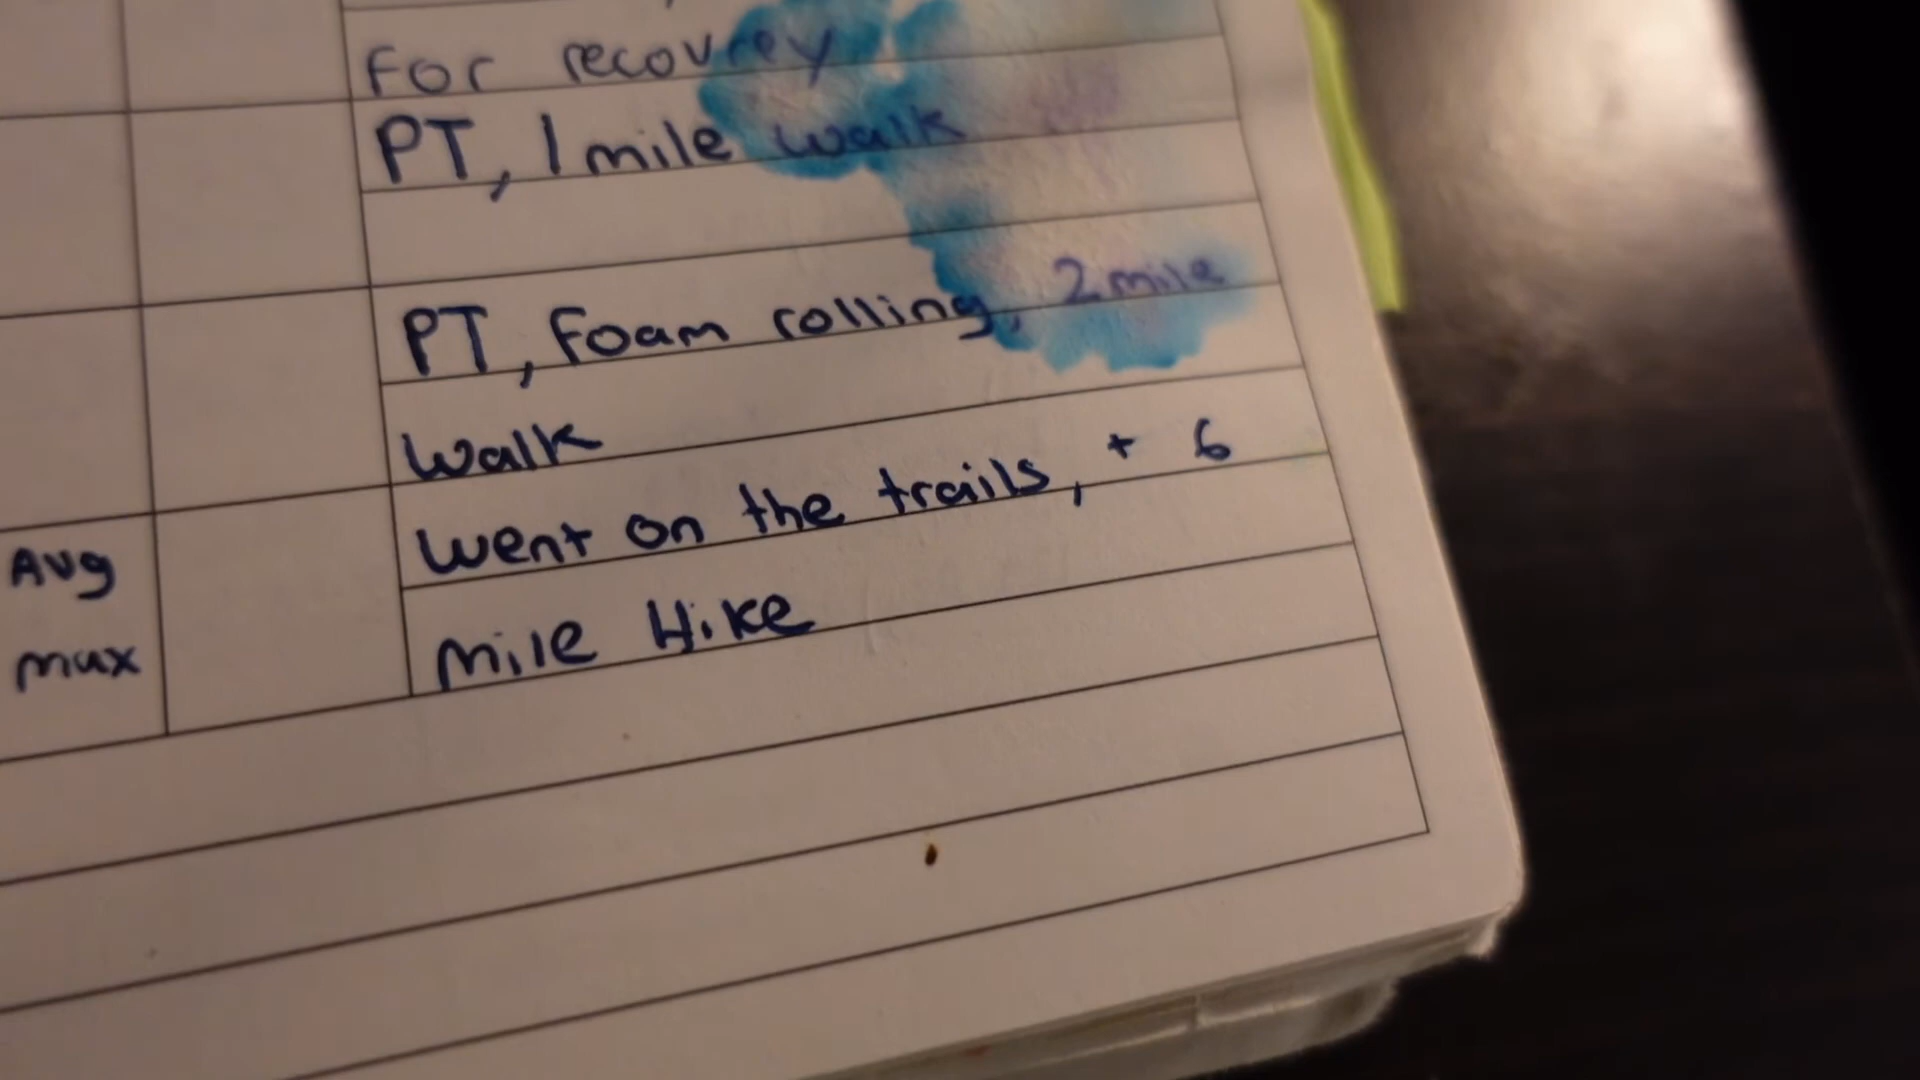 For recovrey
PT, 1 mile walk
PT, Foam rolling, 2 mile
walk
Avg went on the trails, + 6
max mile Hike